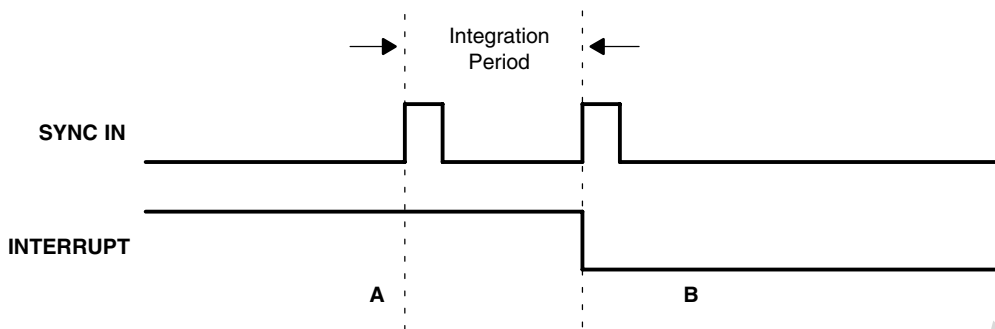 Integration
Period
SYNC IN
INTERRUPT
A
B